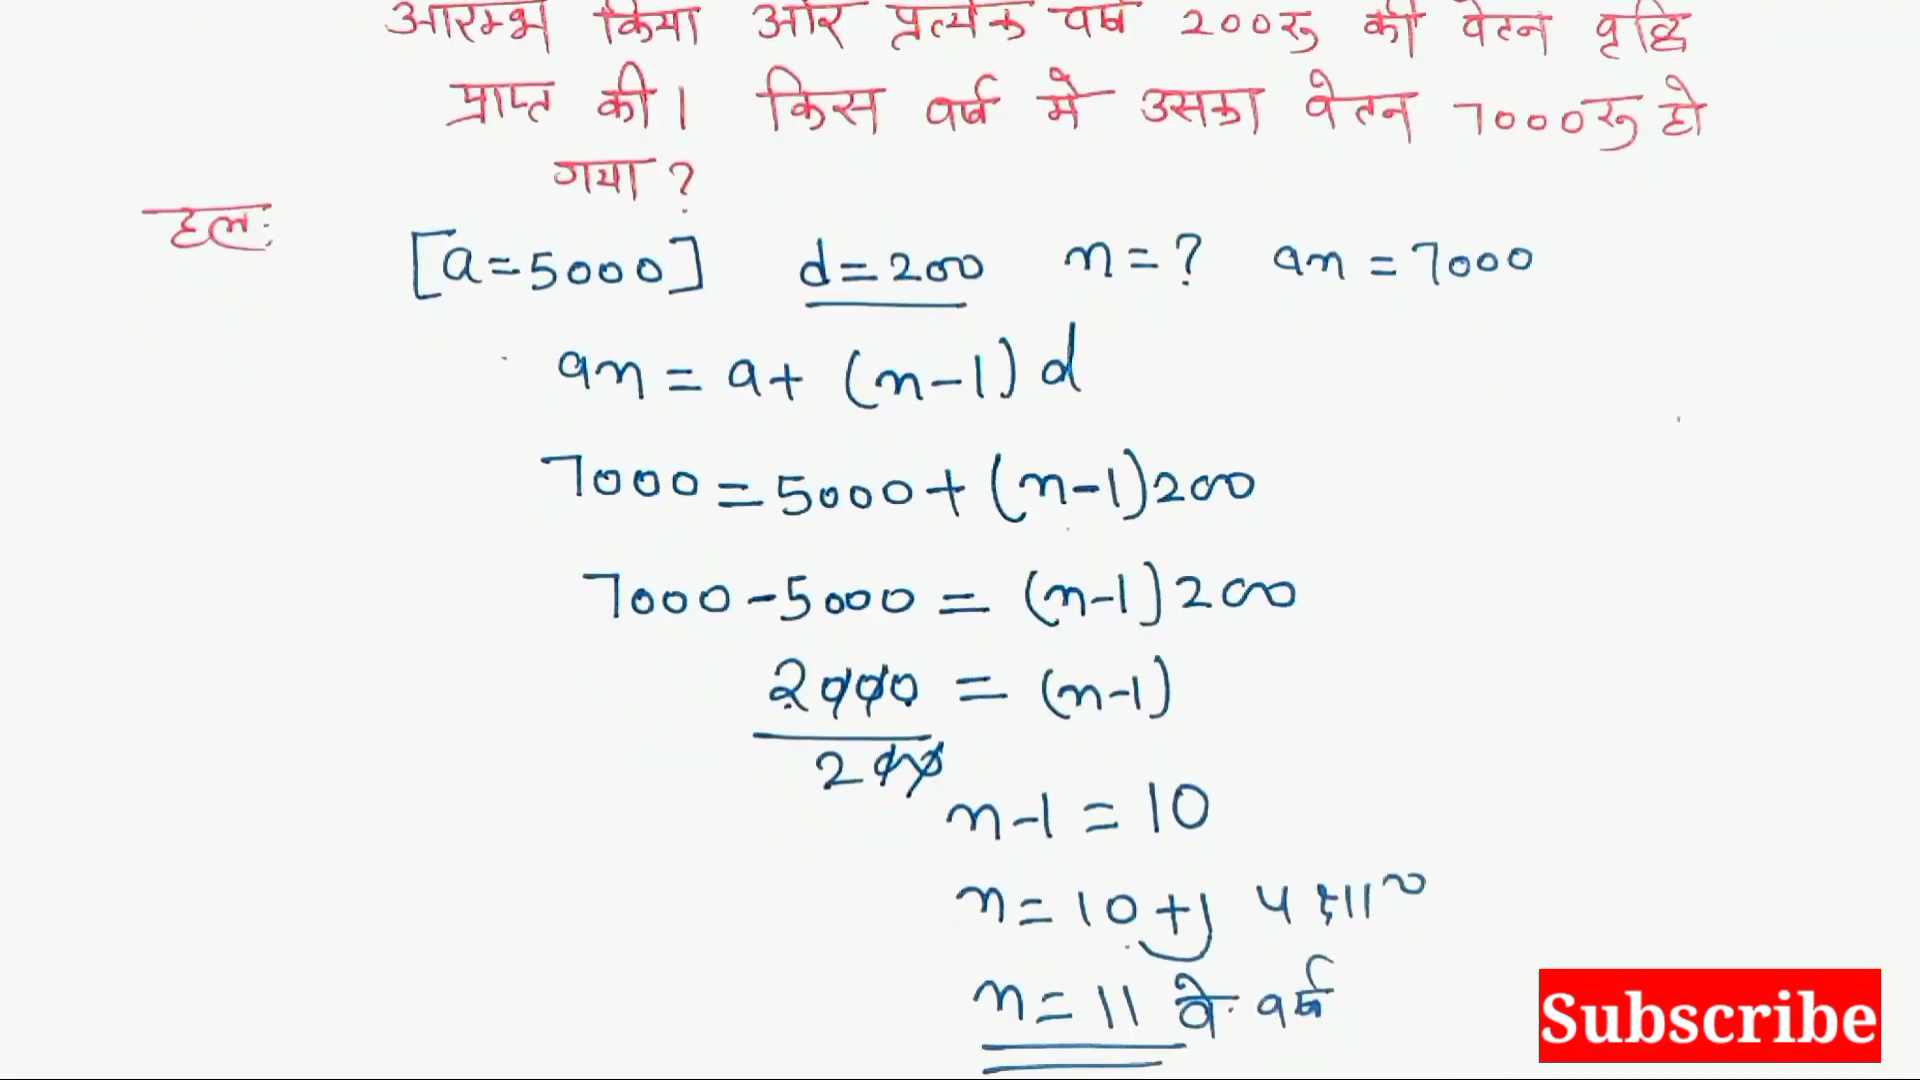 आरम्भ किया और प्रत्येक वर्ष 200रु की वेतन वृद्धि
प्राप्त की। किस वर्ष मे उसका वेतन 7000रु हो
गया ?
हल:
[a=5000] d=200 n=? an=7000
an = a+ (n-1) d
7000=5000+(n-1)200
7000-5000 = (n-1)200
2000 = (n-1)
200
n-1=10
n=10+1
n=11 वे वर्ष
Subscribe